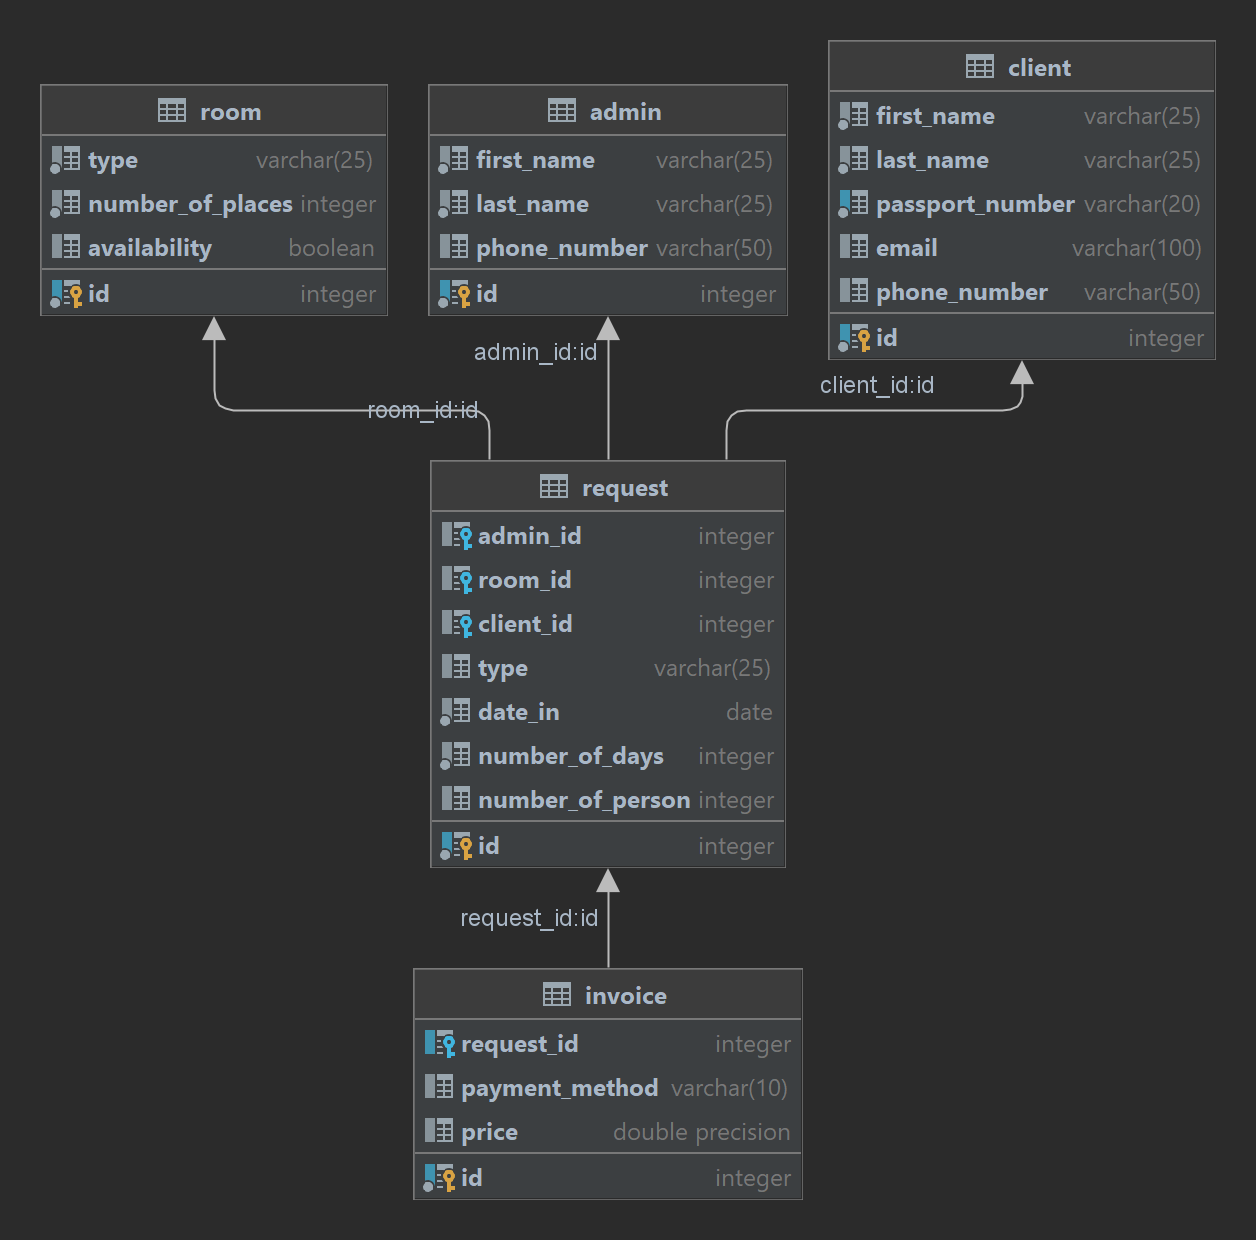 room
type varchar(25)
number_of_places integer
availability boolean
id integer
admin
first_name varchar(25)
last_name varchar(25)
phone_number varchar(50)
id integer
client
first_name varchar(25)
last_name varchar(25)
passport_number varchar(20)
email varchar(100)
phone_number varchar(50)
id integer
room_id:id
admin_id:id
client_id:id
request
admin_id integer
room_id integer
client_id integer
type varchar(25)
date_in date
number_of_days integer
number_of_person integer
id integer
request_id:id
invoice
request_id integer
payment_method varchar(10)
price double precision
id integer